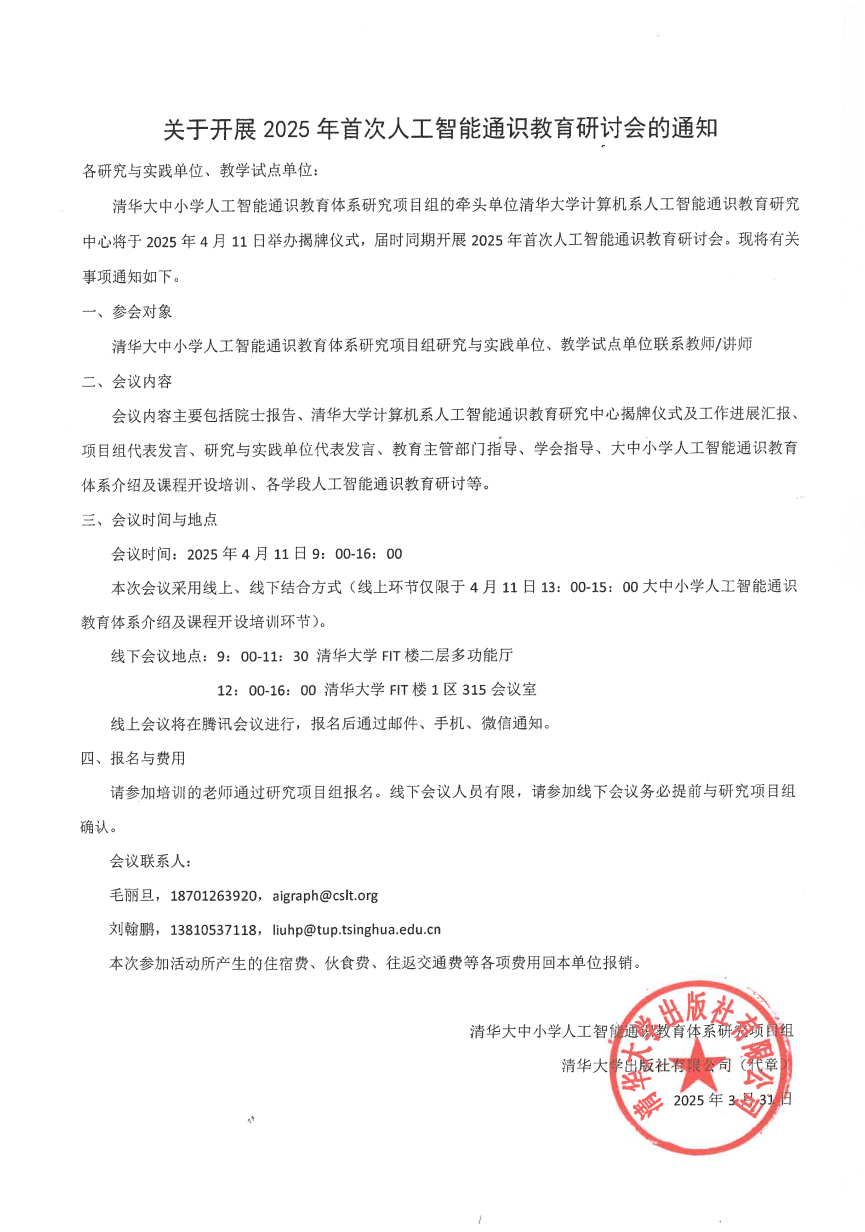 关于开展 2025 年首次人工智能通识教育研讨会的通知
各研究与实践单位、教学试点单位：
清华大中小学人工智能通识教育体系研究项目组的牵头单位清华大学计算机系人工智能通识教育研究
中心将于 2025 年 4 月 11 日举办揭牌仪式，届时同期开展 2025 年首次人工智能通识教育研讨会。现将有关
事项通知如下。
一、参会对象
清华大中小学人工智能通识教育体系研究项目组研究与实践单位、教学试点单位联系教师/讲师
二、会议内容
会议内容主要包括院士报告、清华大学计算机系人工智能通识教育研究中心揭牌仪式及工作进展汇报、
项目组代表发言、研究与实践单位代表发言、教育主管部门指导、学会指导、大中小学人工智能通识教育
体系介绍及课程开设培训、各学段人工智能通识教育研讨等。
三、会议时间与地点
会议时间：2025 年 4 月 11 日 9：00-16：00
本次会议采用线上、线下结合方式（线上环节仅限于 4 月 11 日 13：00-15：00 大中小学人工智能通识
教育体系介绍及课程开设培训环节）。
线下会议地点：9：00-11：30 清华大学 FIT 楼二层多功能厅
12：00-16：00 清华大学 FIT 楼 1 区 315 会议室
线上会议将在腾讯会议进行，报名后通过邮件、手机、微信通知。
四、报名与费用
请参加培训的老师通过研究项目组报名。线下会议人员有限，请参加线下会议务必提前与研究项目组
确认。
会议联系人：
毛丽旦，18701263920，aigraph@cslt.org
刘翰鹏，13810537118，liuhp@tup.tsinghua.edu.cn
本次参加活动所产生的住宿费、伙食费、往返交通费等各项费用回本单位报销。
清华大中小学人工智能通识教育体系研究项目组
清华大学出版社有限公司（代章）
2025 年 3 月 31 日
清华大学出版社有限公司